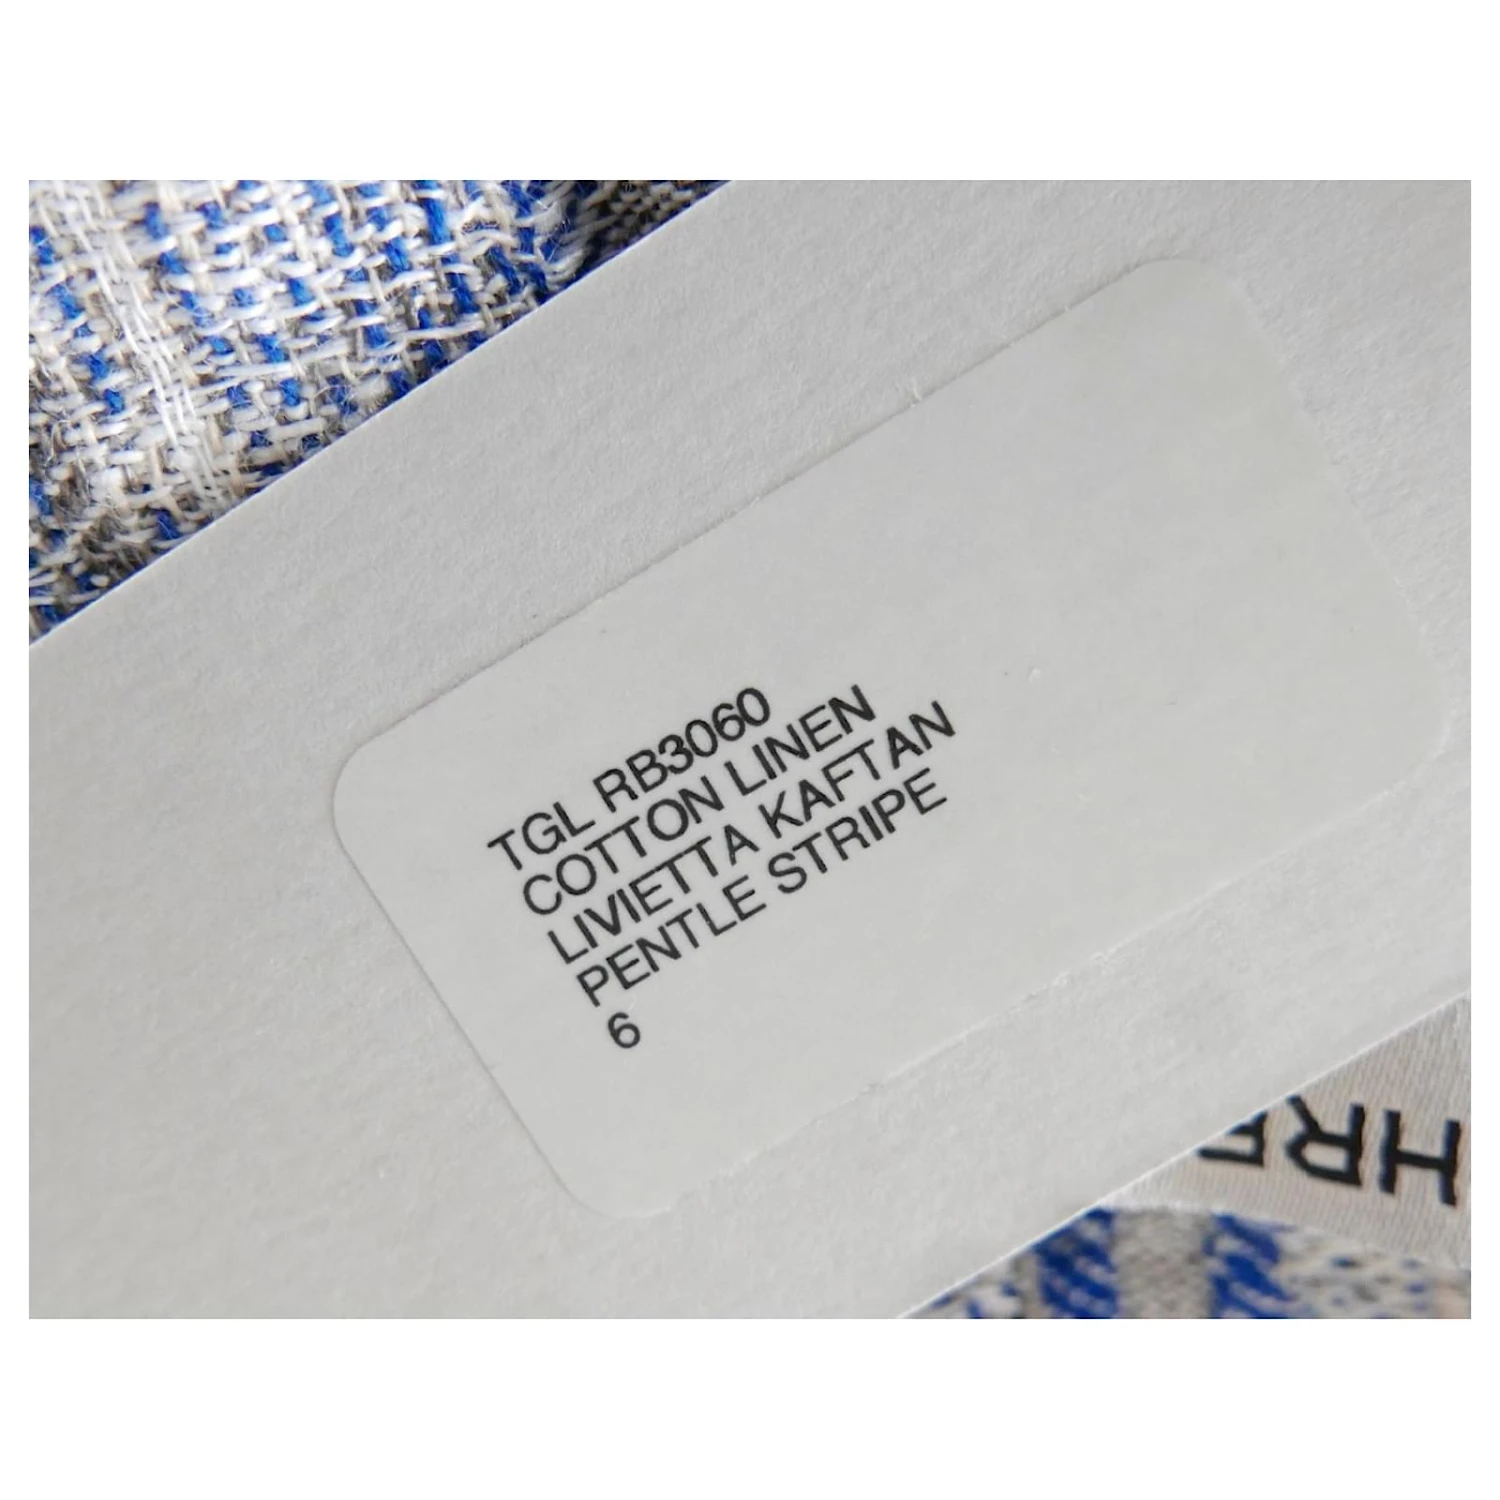 TGL RB3060
COTTON LINEN
LIVIETTA KAFTAN
PENTLE STRIPE
6